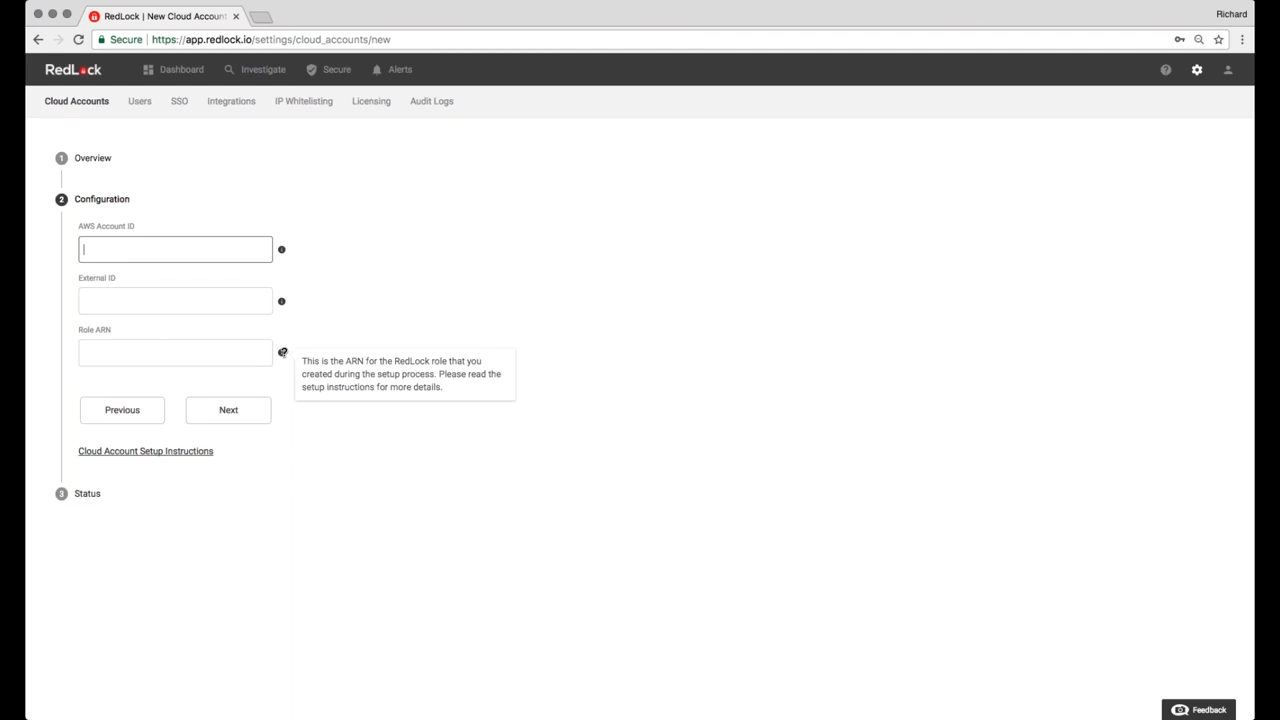 RedLock | New Cloud Account
Richard
Secure | https://app.redlock.io/settings/cloud_accounts/new
RedLock
Dashboard
Investigate
Secure
Alerts
Cloud Accounts
Users
SSO
Integrations
IP Whitelisting
Licensing
Audit Logs
1 Overview
2 Configuration
AWS Account ID
External ID
Role ARN
This is the ARN for the RedLock role that you
created during the setup process. Please read the
setup instructions for more details.
Previous
Next
Cloud Account Setup Instructions
3 Status
Feedback